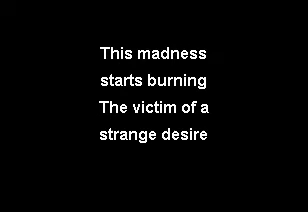 This madness
starts burning
The victim of a
strange desire